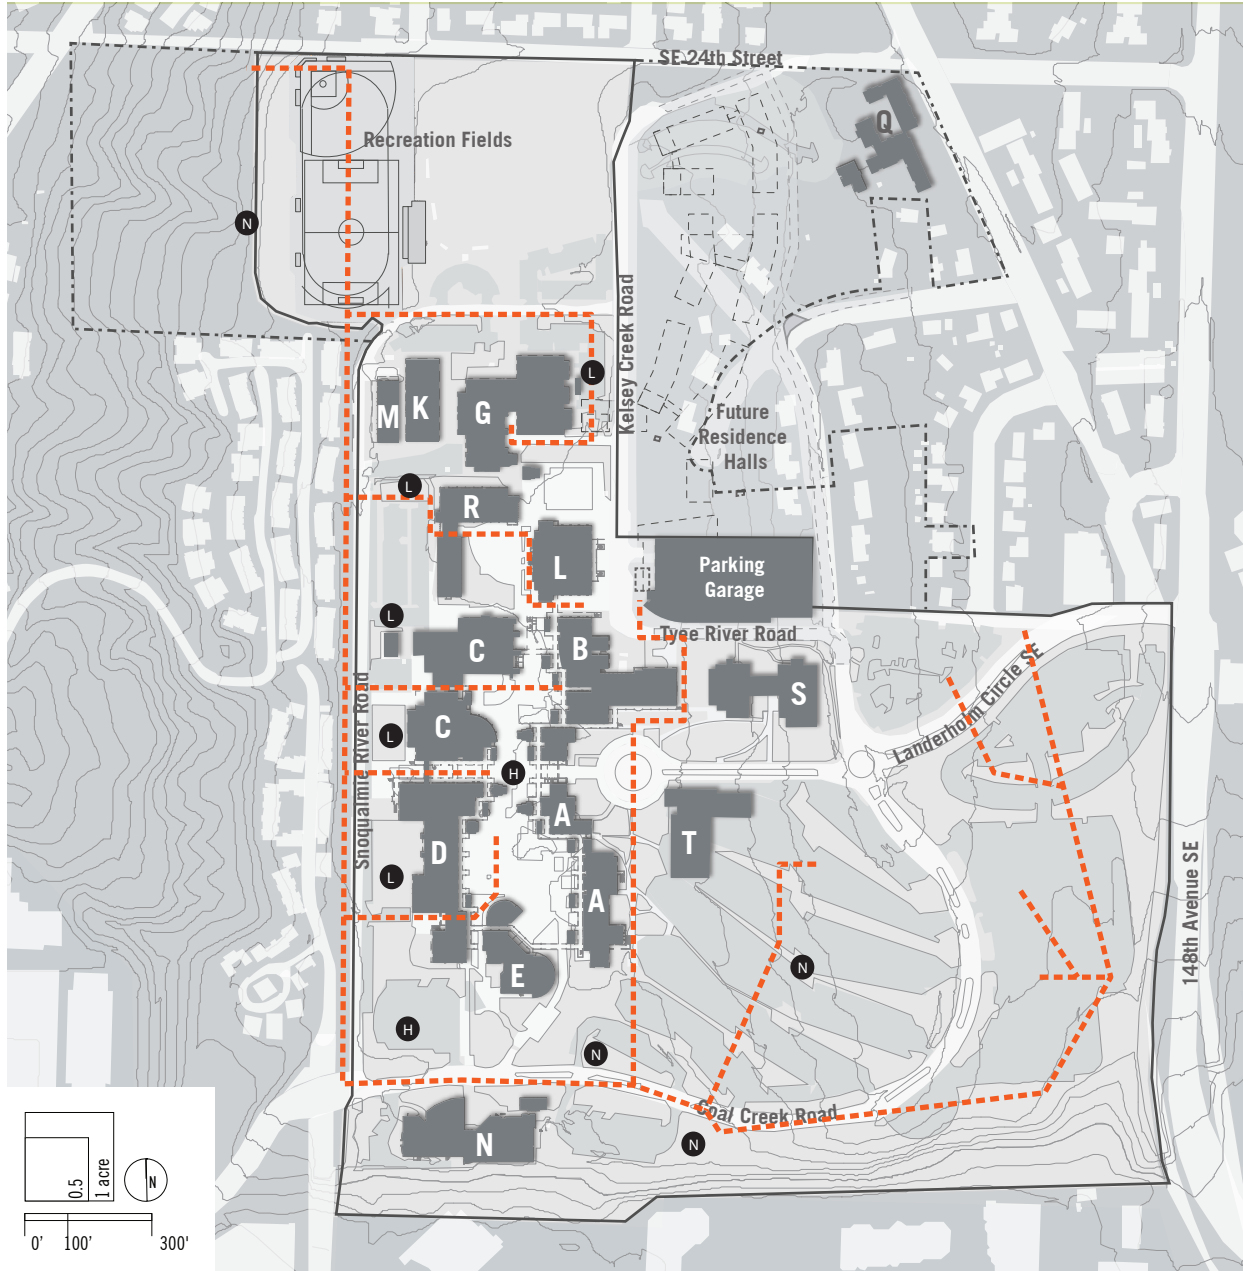 SE 24th Street
Q
Recreation Fields
N
Kelsey Creek Road
L
M
K
G
Future
Residence
Halls
L
R
L
Parking
Garage
L
C
B
Tyee River Road
S
Landerholm Circle SE
Snoqualmie River Road
L
C
H
A
T
D
L
A
148th Avenue SE
N
E
H
N
Coal Creek Road
N
N
0.5
1 acre
N
0'
100'
300'